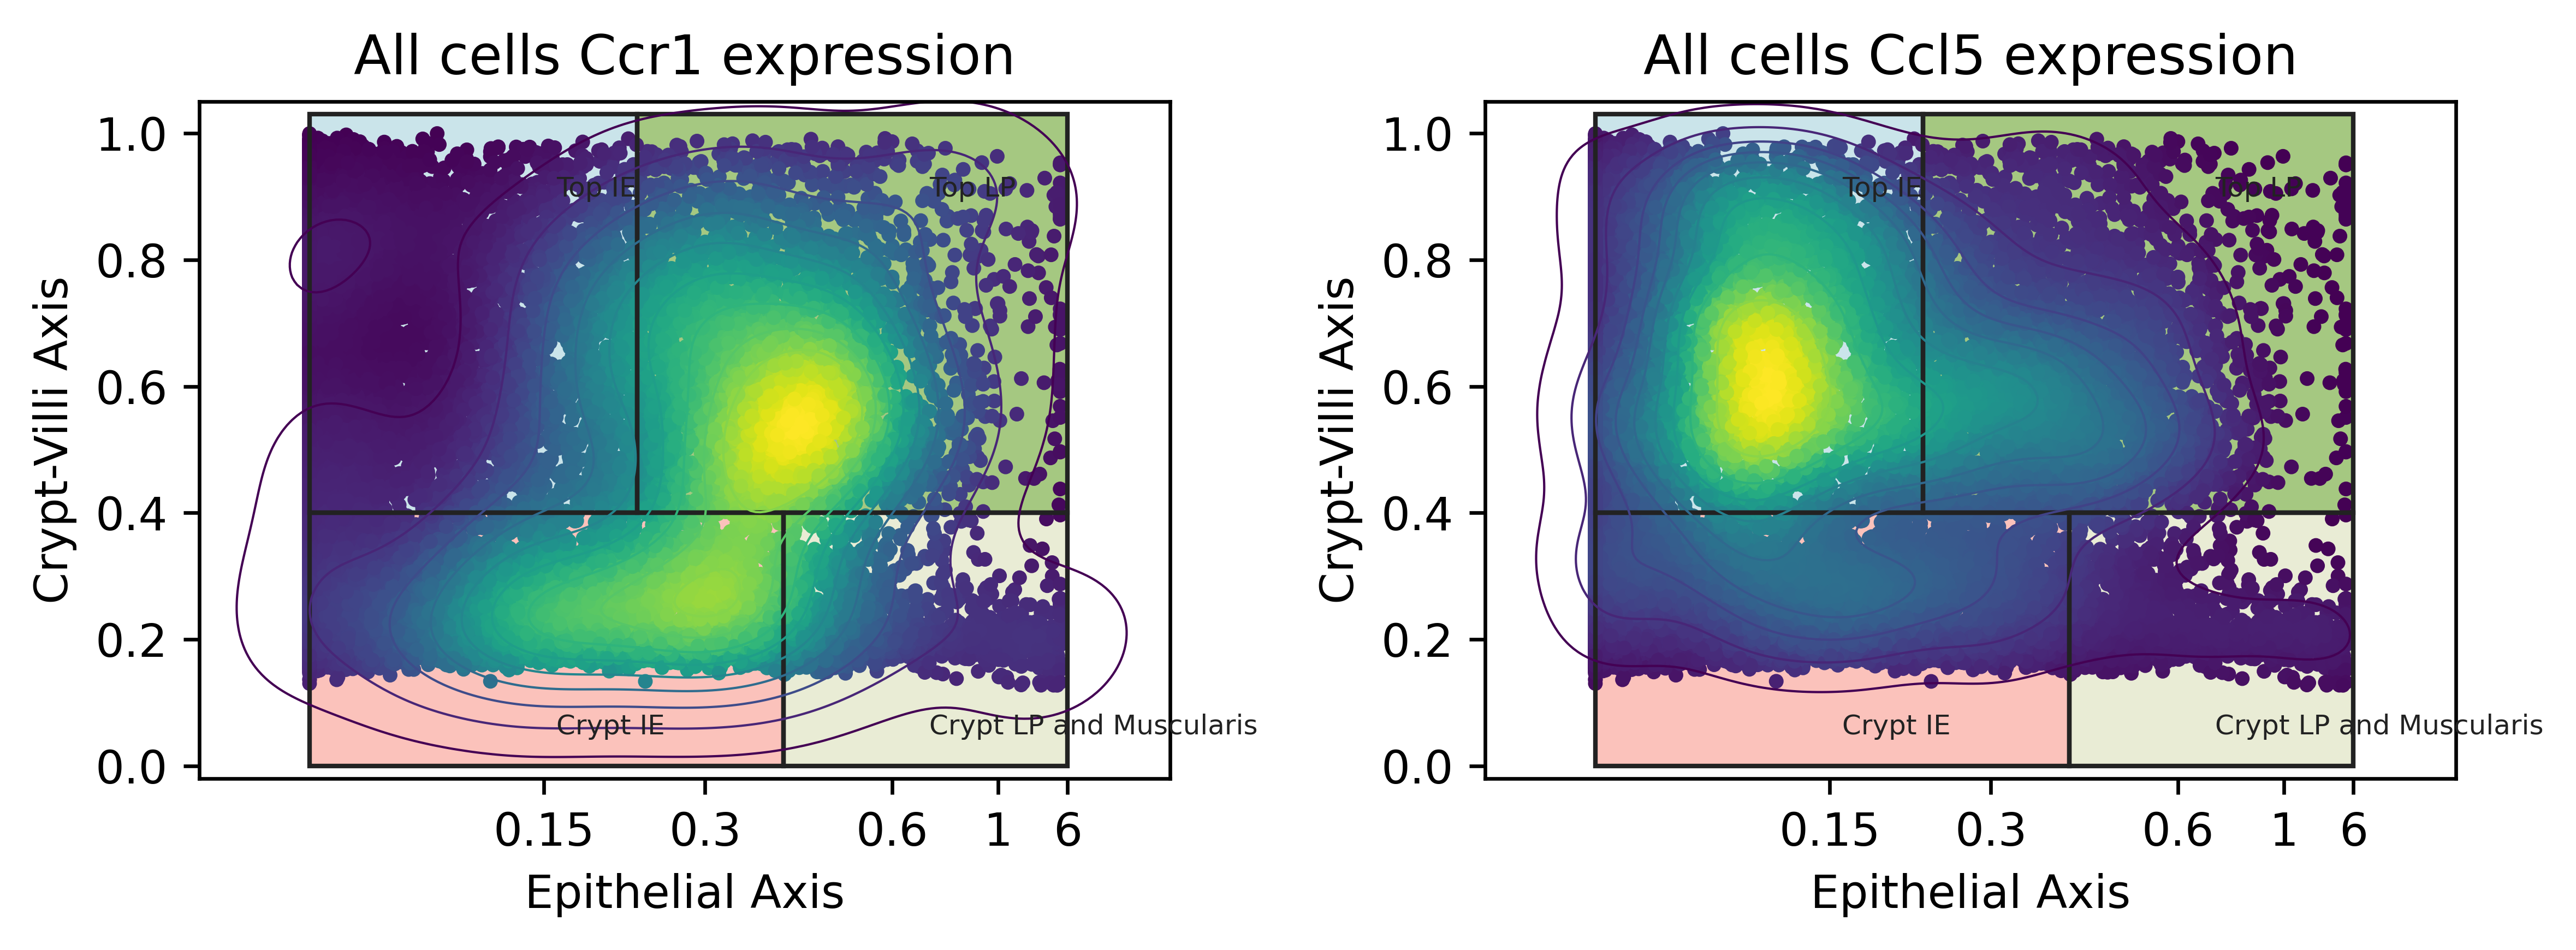 All cells Ccr1 expression
Crypt-Villi Axis
1.0
0.8
0.6
0.4
0.2
0.0
Top IE
Top LP
Crypt IE
Crypt LP and Muscularis
0.15 0.3 0.6 1 6
Epithelial Axis
All cells Ccl5 expression
Crypt-Villi Axis
1.0
0.8
0.6
0.4
0.2
0.0
Top IE
Top LP
Crypt IE
Crypt LP and Muscularis
0.15 0.3 0.6 1 6
Epithelial Axis